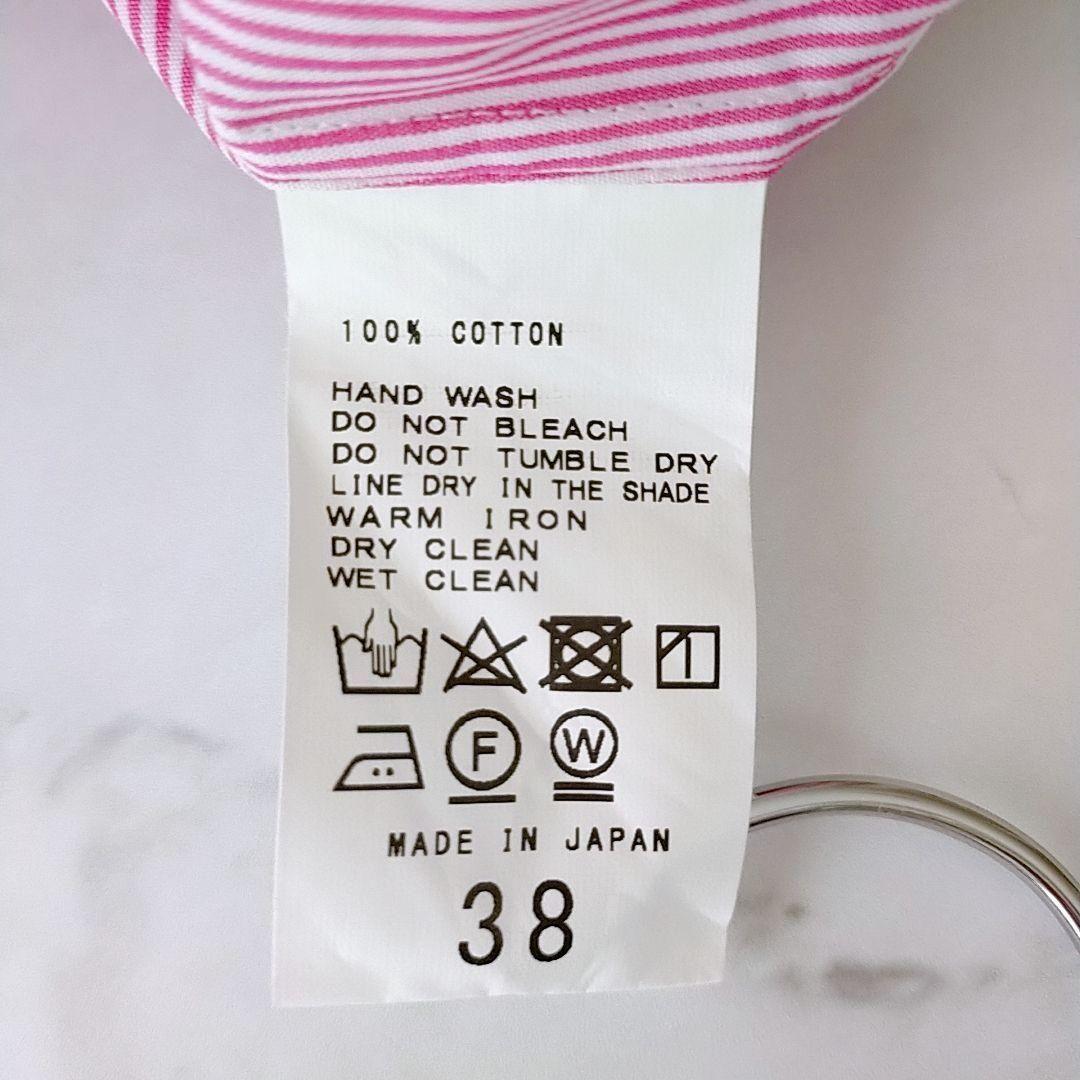 100% COTTON
HAND WASH
DO NOT BLEACH
DO NOT TUMBLE DRY
LINE DRY IN THE SHADE
WARM IRON
DRY CLEAN
WET CLEAN
F W
MADE IN JAPAN
38